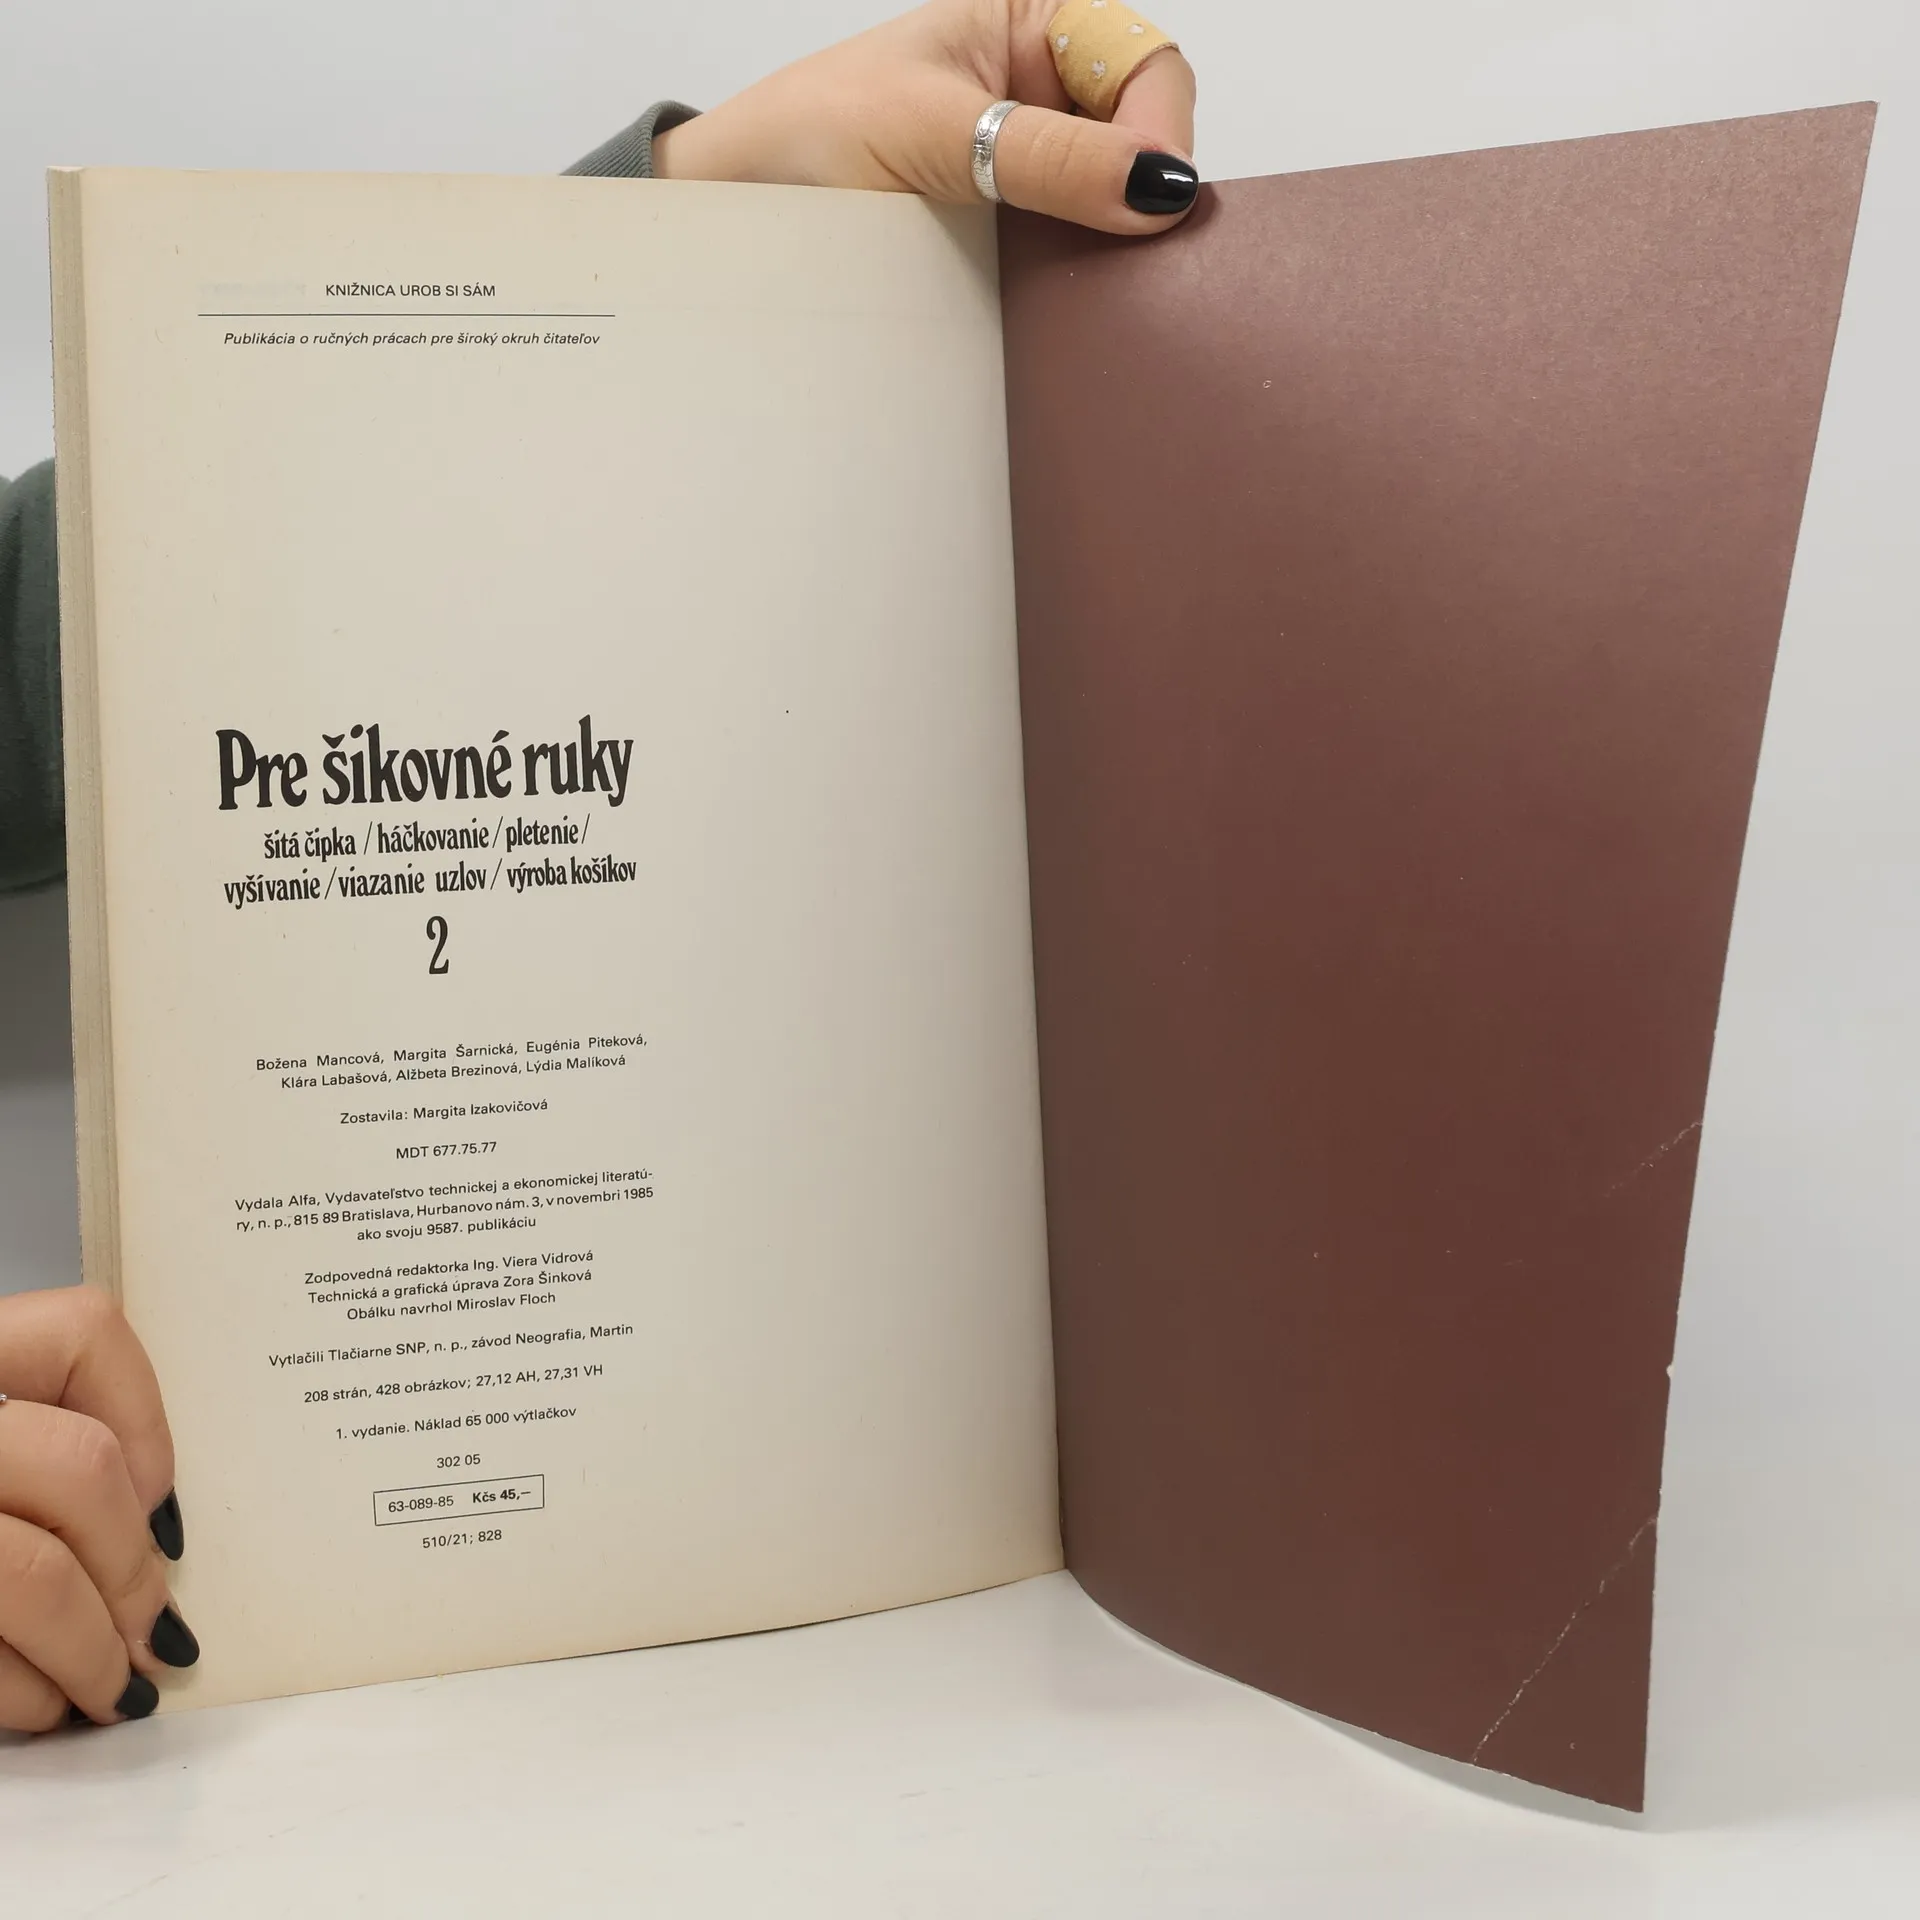 KNIŽNICA UROB SI SÁM
Publikácia o ručných prácach pre široký okruh čitateľov
Pre šikovné ruky
šitá čipka / háčkovanie / pletenie /
vyšívanie / viazanie uzlov / výroba košíkov
2
Božena Mancová, Margita Šarnická, Eugénia Piteková,
Klára Labašová, Alžbeta Brezinová, Lýdia Malíková
Zostavila: Margita Izakovičová
MDT 677.75.77
Vydala Alfa, Vydavateľstvo technickej a ekonomickej literatú-
ry, n. p., 815 89 Bratislava, Hurbanovo nám. 3, v novembri 1985
ako svoju 9587. publikáciu
Zodpovedná redaktorka Ing. Viera Vidrová
Technická a grafická úprava Zora Šinková
Obálku navrhol Miroslav Floch
Vytlačili Tlačiarne SNP, n. p., závod Neografia, Martin
208 strán, 428 obrázkov; 27,12 AH, 27,31 VH
1. vydanie. Náklad 65 000 výtlačkov
302 05
63-089-85 Kčs 45,—
510/21; 828